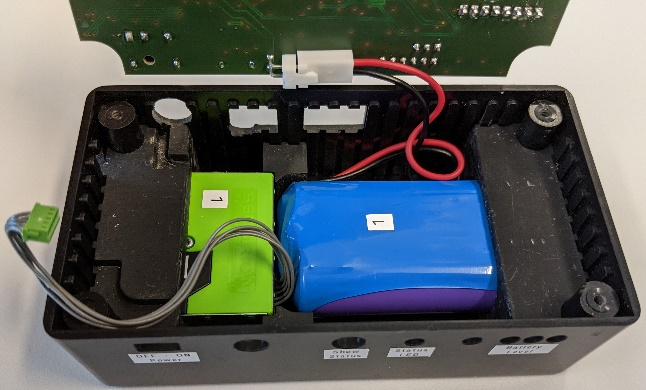 1
1
OFF - ON
Power
Show
Status
Status
LED
Battery
Level